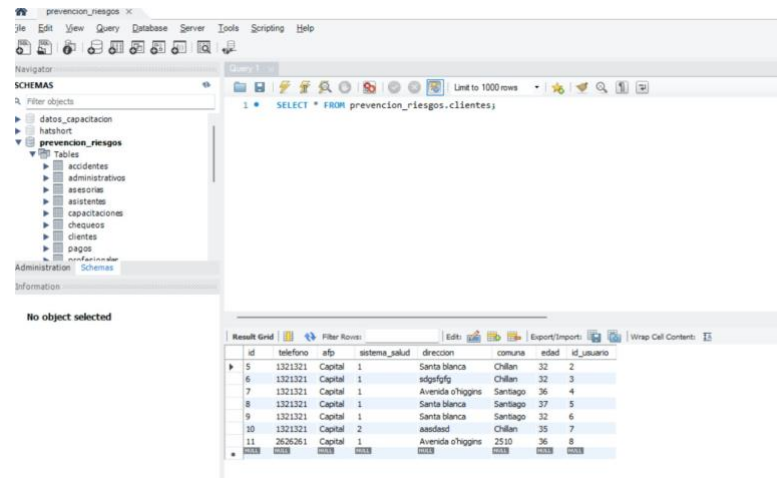 prevencion_riesgos ×
File Edit View Query Database Server Tools Scripting Help
Navigator
Query 1 ×
SCHEMAS
Filter objects
Limit to 1000 rows
1 SELECT * FROM prevencion_riesgos.clientes;
datos_capacitacion
hatshort
prevencion_riesgos
Tables
accidentes
administrativos
asesorias
asistentes
capacitaciones
chequeos
clientes
pagos
profesionales
Administration Schemas
Information
No object selected
Result Grid Filter Rows: Edit: Export/Import: Wrap Cell Content:
id telefono afp sistema_salud direccion comuna edad id_usuario
5 1321321 Capital 1 Santa blanca Chillan 32 2
6 1321321 Capital 1 sdgsfgfg Chillan 32 3
7 1321321 Capital 1 Avenida o'higgins Santiago 36 4
8 1321321 Capital 1 Santa blanca Santiago 37 5
9 1321321 Capital 1 Santa blanca Santiago 32 6
10 1321321 Capital 2 aasdasd Chillan 35 7
11 2626261 Capital 1 Avenida o'higgins 2510 36 8
NULL NULL NULL NULL NULL NULL NULL NULL